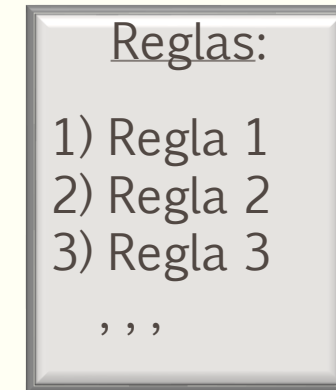 Reglas:
1) Regla 1
2) Regla 2
3) Regla 3
, , ,